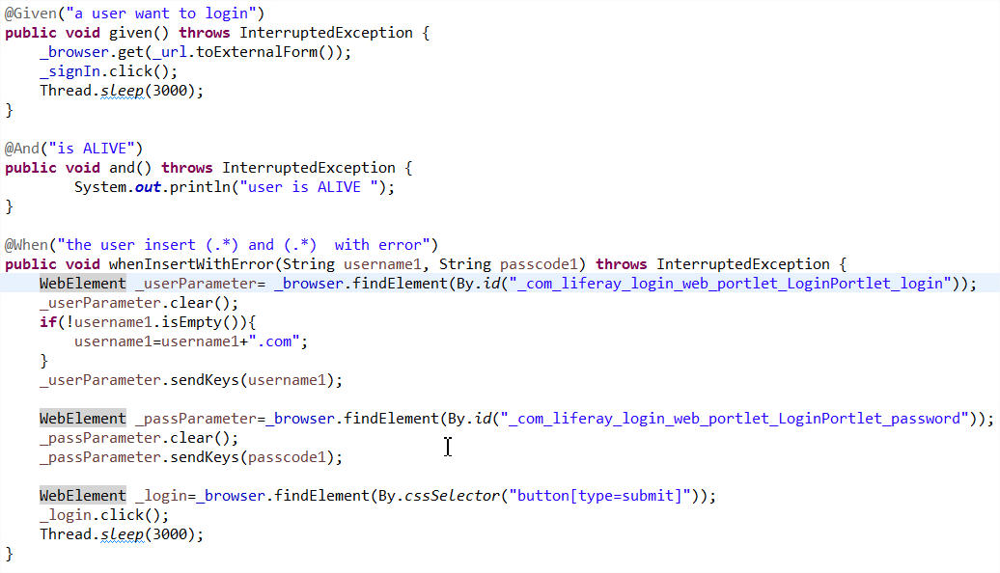 @Given("a user want to login")
public void given() throws InterruptedException {
    _browser.get(_url.toExternalForm());
    _signIn.click();
    Thread.sleep(3000);
}

@And("is ALIVE")
public void and() throws InterruptedException {
        System.out.println("user is ALIVE ");
}

@When("the user insert (.*) and (.*)  with error")
public void whenInsertWithError(String username1, String passcode1) throws InterruptedException {
    WebElement _userParameter= _browser.findElement(By.id("_com_liferay_login_web_portlet_LoginPortlet_login"));
    _userParameter.clear();
    if(!username1.isEmpty()){
        username1=username1+".com";
    }
    _userParameter.sendKeys(username1);

    WebElement _passParameter=_browser.findElement(By.id("_com_liferay_login_web_portlet_LoginPortlet_password"));
    _passParameter.clear();
    _passParameter.sendKeys(passcode1);

    WebElement _login=_browser.findElement(By.cssSelector("button[type=submit]"));
    _login.click();
    Thread.sleep(3000);
}